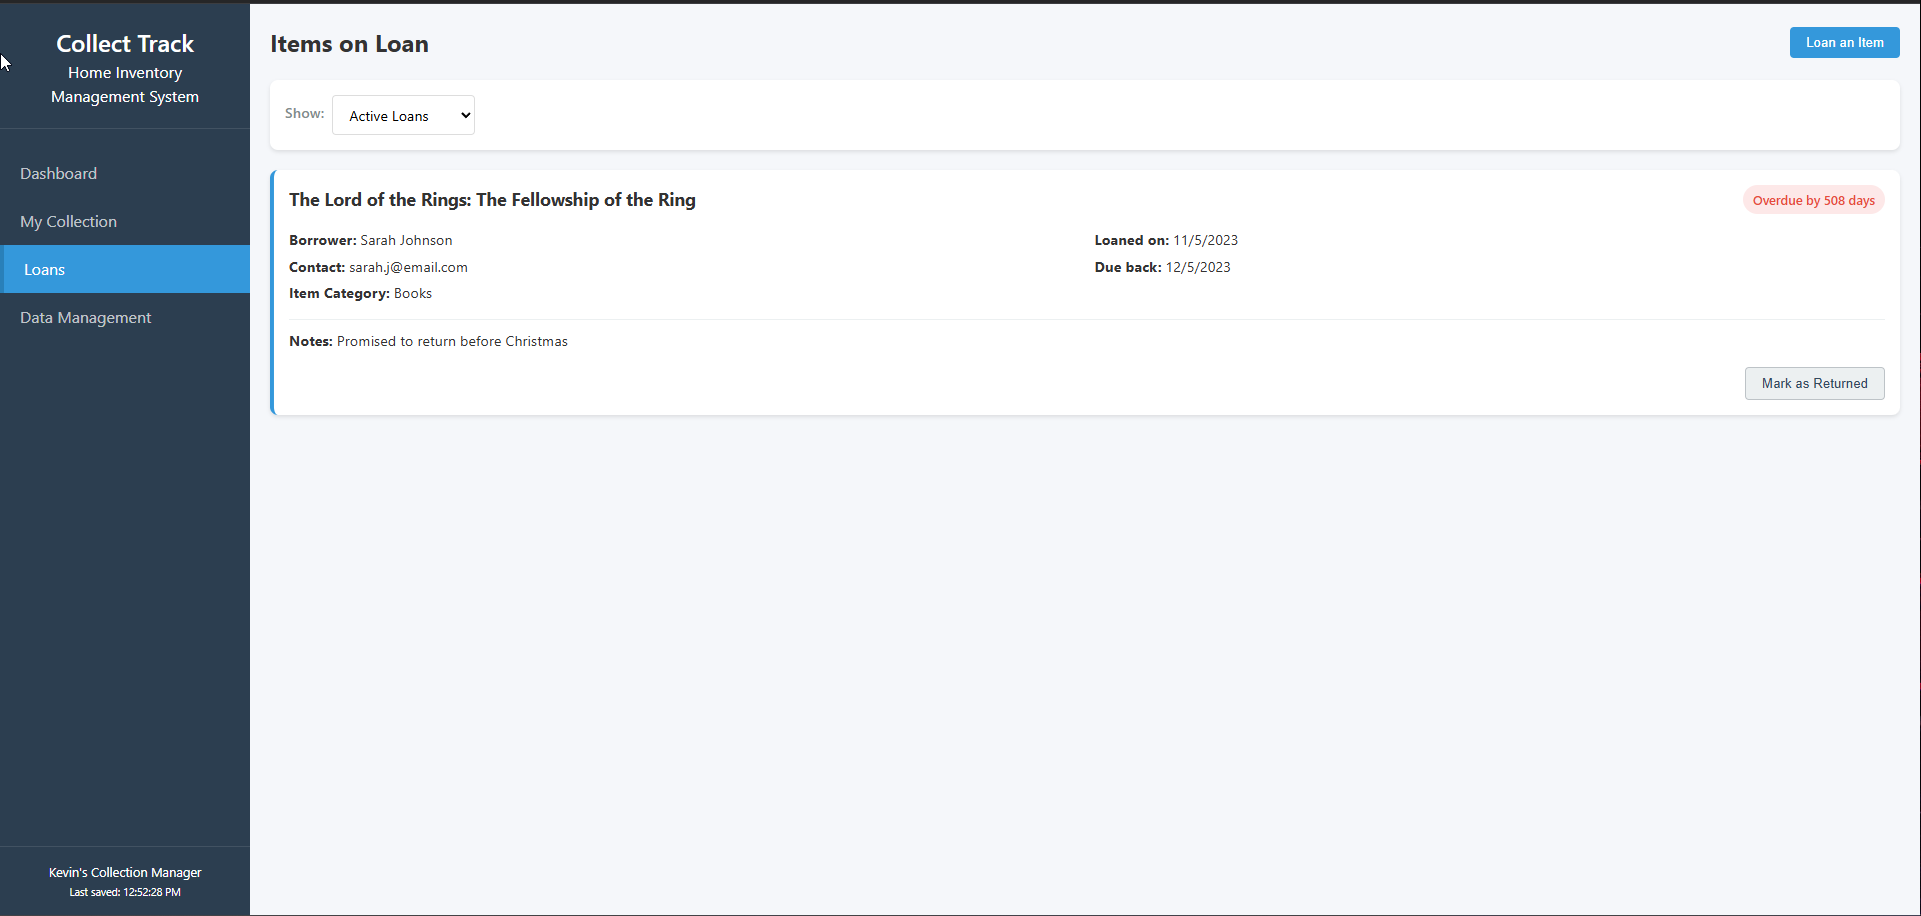 Collect Track
Home Inventory
Management System
Dashboard
My Collection
Loans
Data Management
Kevin's Collection Manager
Last saved: 12:52:28 PM
Items on Loan
Loan an Item
Show: Active Loans
The Lord of the Rings: The Fellowship of the Ring
Overdue by 508 days
Borrower: Sarah Johnson
Contact: sarah.j@email.com
Item Category: Books
Loaned on: 11/5/2023
Due back: 12/5/2023
Notes: Promised to return before Christmas
Mark as Returned